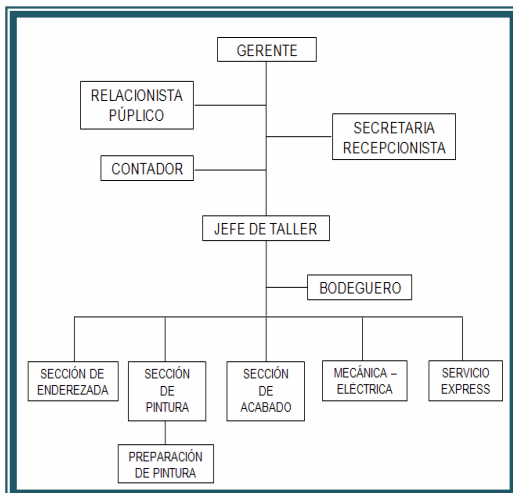 GERENTE
RELACIONISTA
PÚPLICO
SECRETARIA
RECEPCIONISTA
CONTADOR
JEFE DE TALLER
BODEGUERO
SECCIÓN DE
ENDEREZADA
SECCIÓN
DE
PINTURA
SECCIÓN
DE
ACABADO
MECÁNICA –
ELÉCTRICA
SERVICIO
EXPRESS
PREPARACIÓN
DE PINTURA